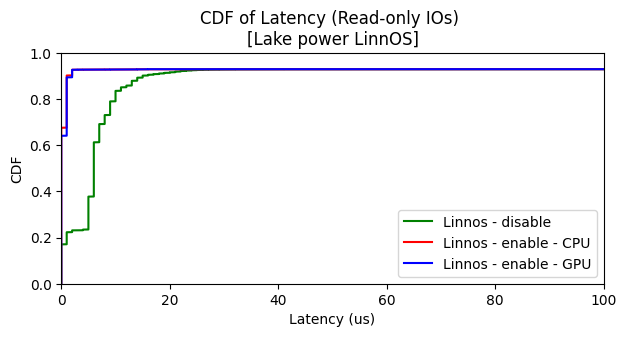 CDF of Latency (Read-only IOs)
[Lake power LinnOS]
1.0
0.8
0.6
0.4
0.2
0.0
CDF
Linnos - disable
Linnos - enable - CPU
Linnos - enable - GPU
0
20
40
60
80
100
Latency (us)